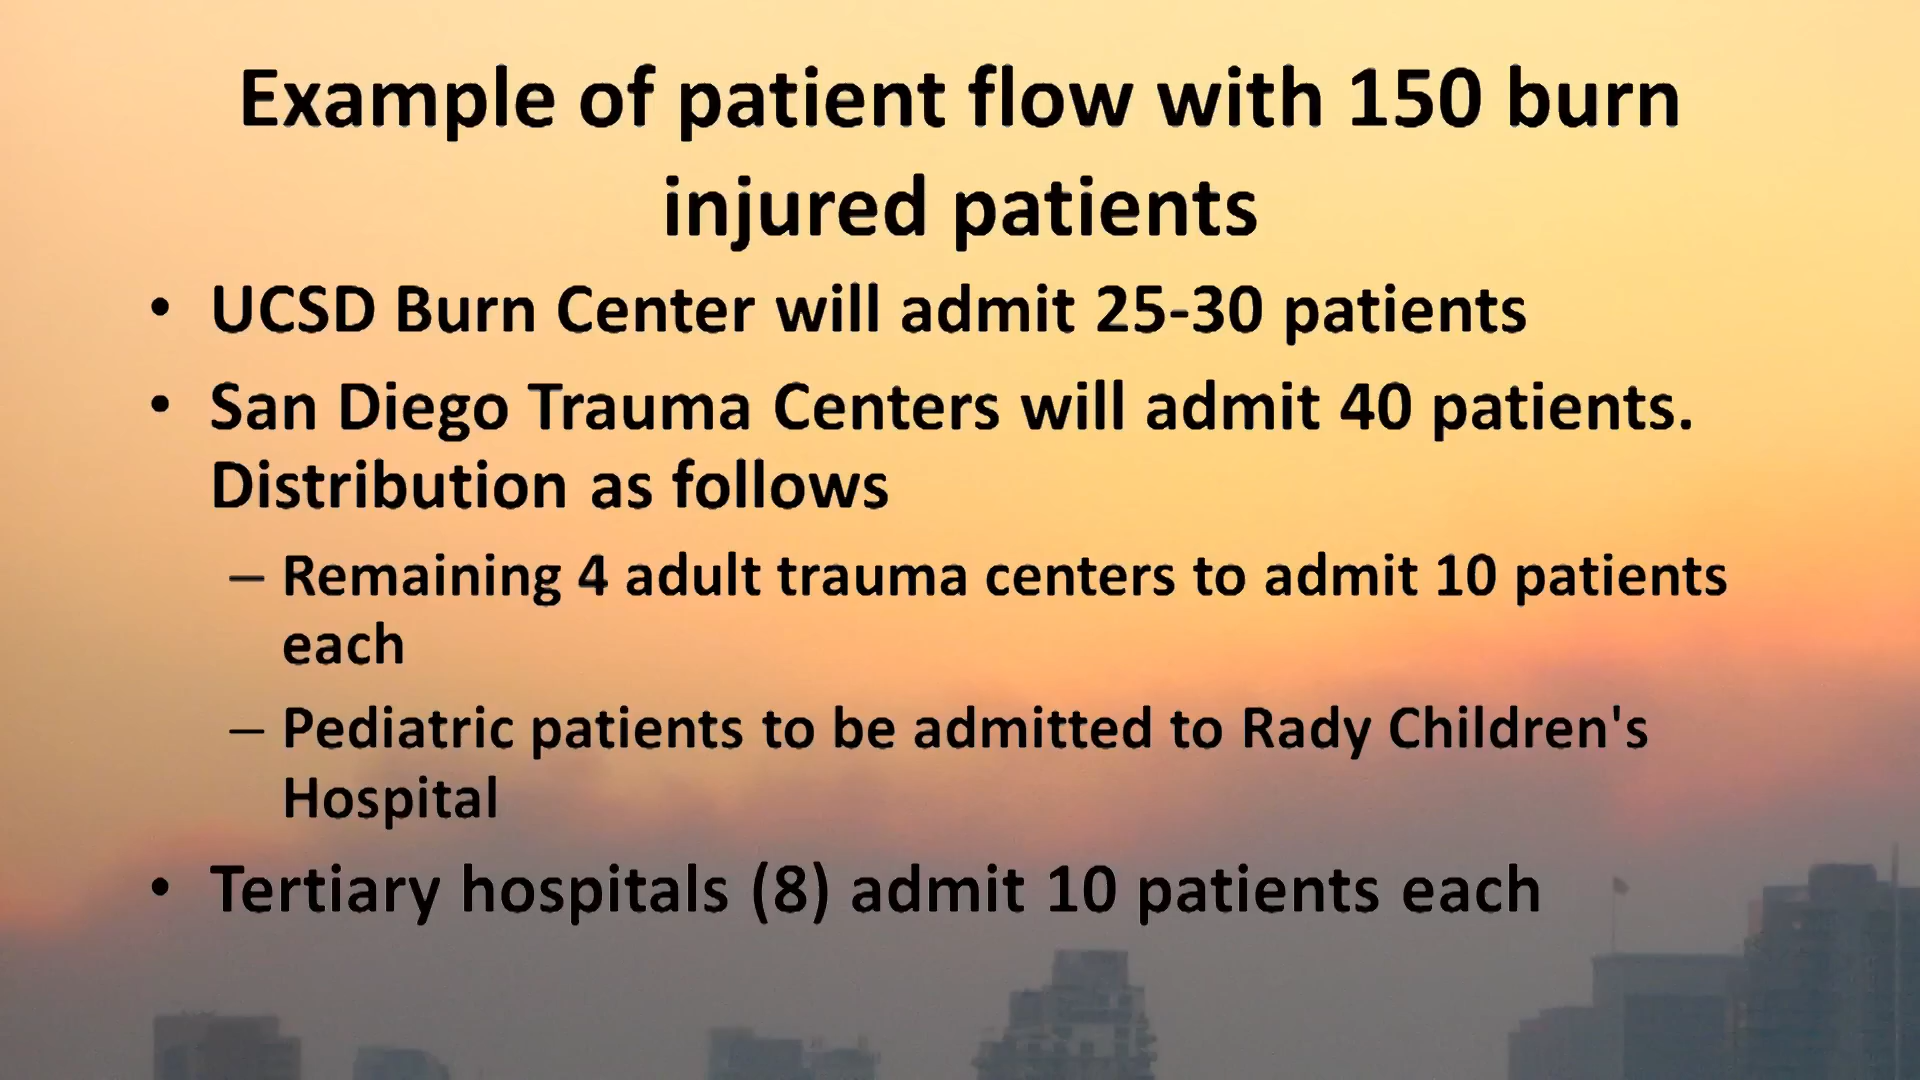 Example of patient flow with 150 burn
injured patients
• UCSD Burn Center will admit 25-30 patients
• San Diego Trauma Centers will admit 40 patients.
Distribution as follows
– Remaining 4 adult trauma centers to admit 10 patients
each
– Pediatric patients to be admitted to Rady Children's
Hospital
• Tertiary hospitals (8) admit 10 patients each